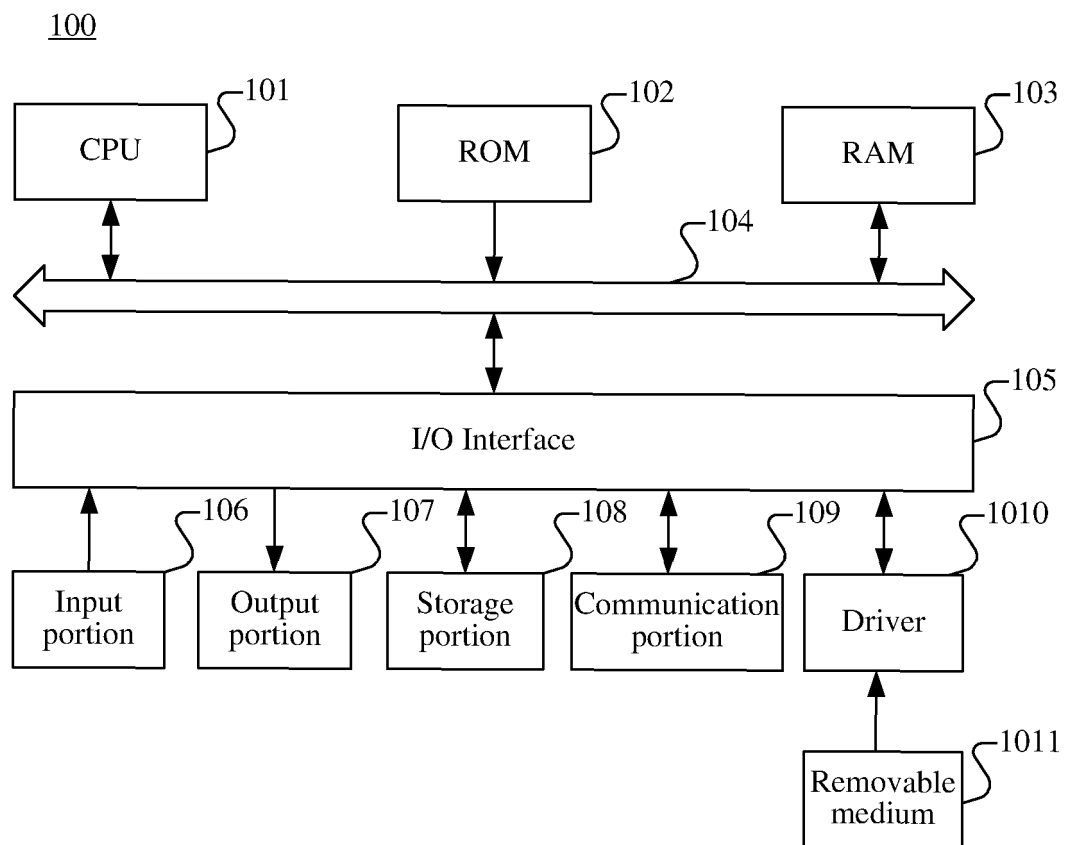 100
101
102
103
CPU
ROM
RAM
104
105
I/O Interface
106
107
108
109
1010
Input
portion
Output
portion
Storage
portion
Communication
portion
Driver
1011
Removable
medium